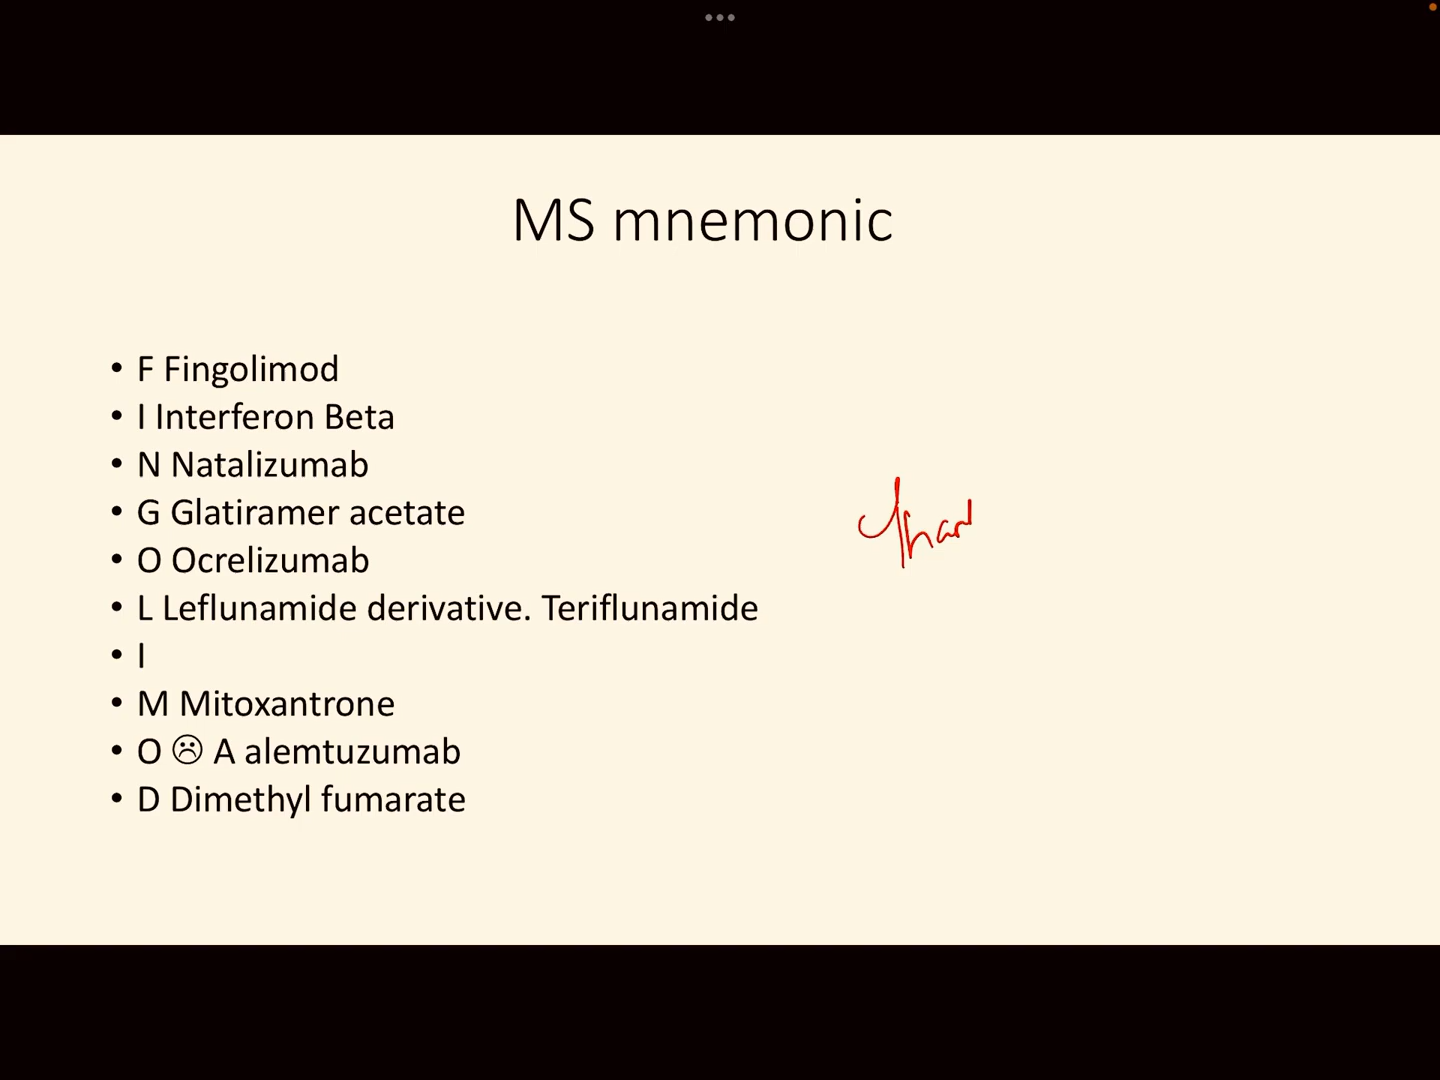 MS mnemonic
• F Fingolimod
• I Interferon Beta
• N Natalizumab
• G Glatiramer acetate
• O Ocrelizumab
• L Leflunamide derivative. Teriflunamide
• I
• M Mitoxantrone
• O ☹ A alemtuzumab
• D Dimethyl fumarate